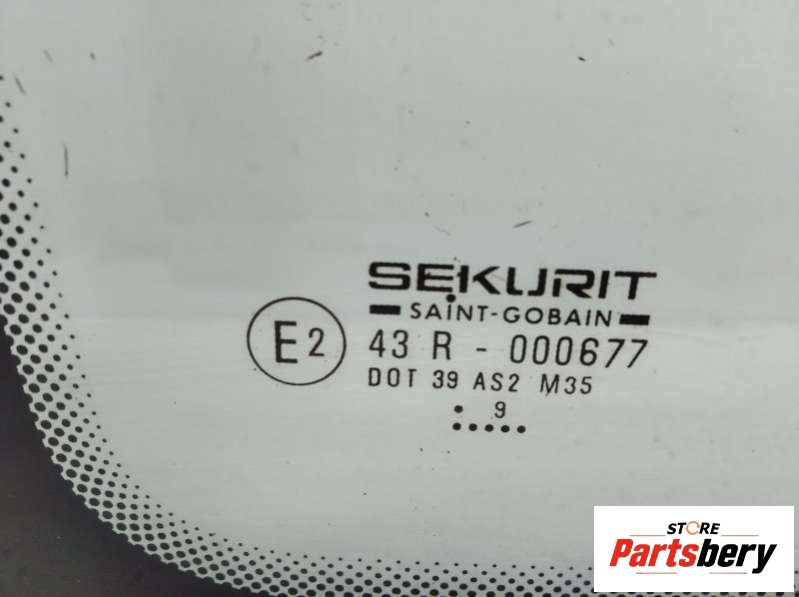 SEKURIT
SAINT-GOBAIN
E2
43 R - 000677
DOT 39 AS2 M35
. 9
.....
STORE
Partsbery